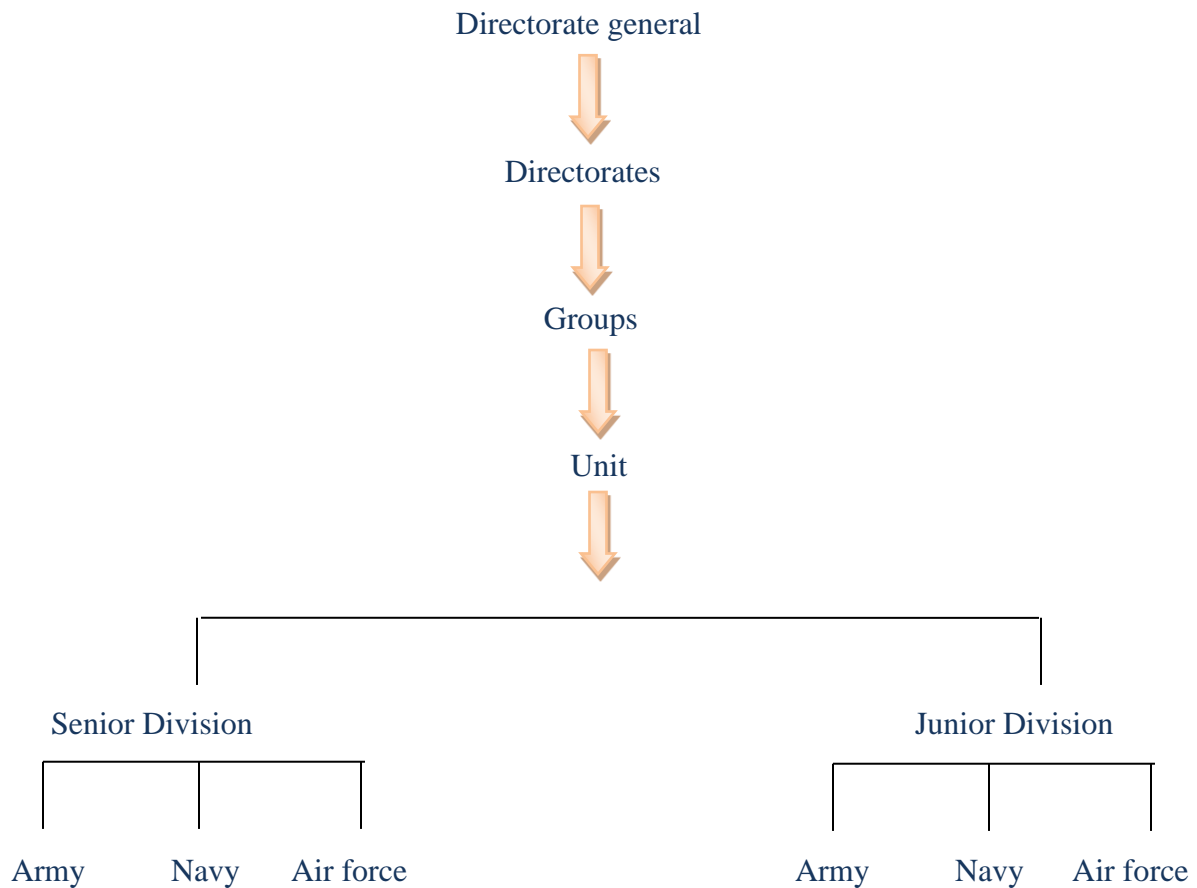 Directorate general
Directorates
Groups
Unit
Senior Division Junior Division
Army Navy Air force Army Navy Air force